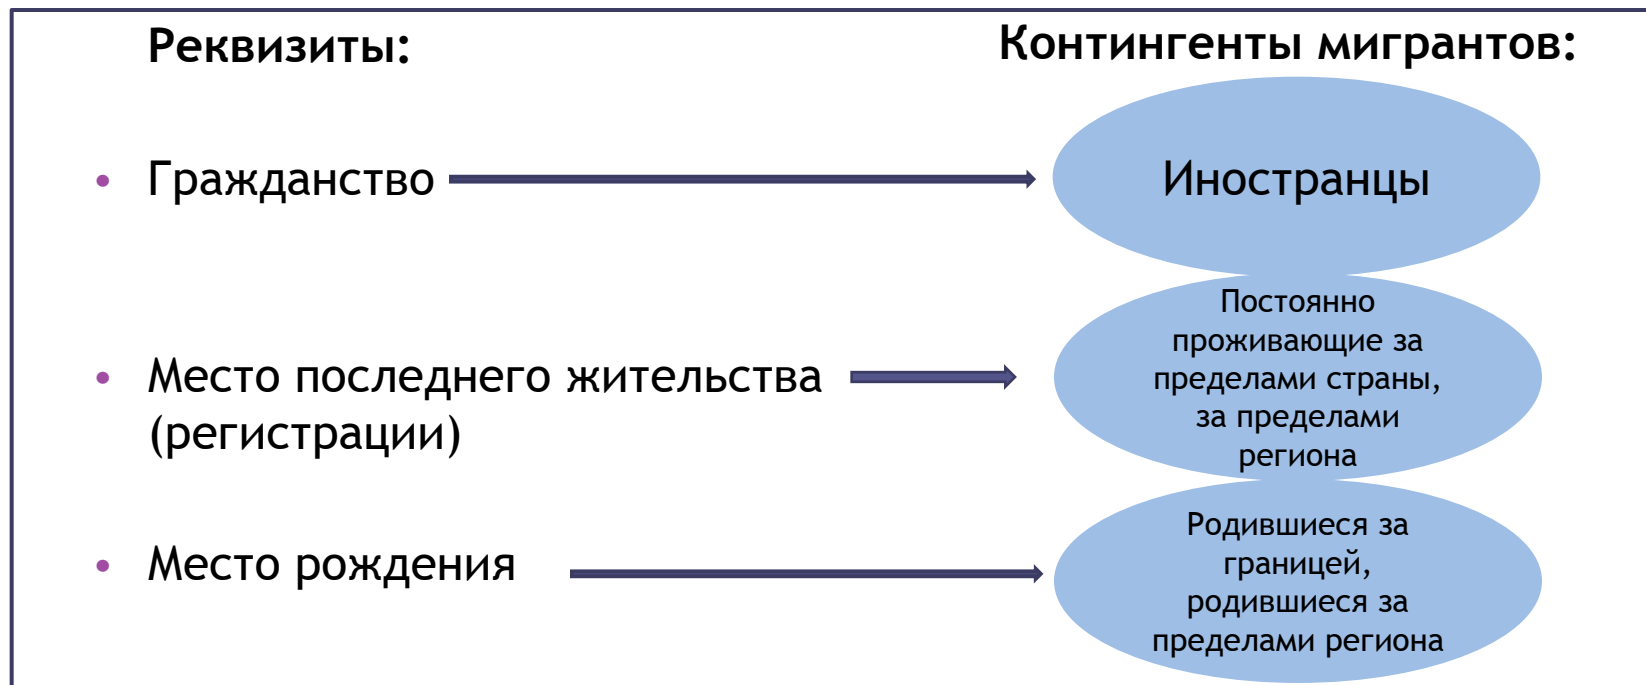 Реквизиты:
Контингенты мигрантов:
• Гражданство
Иностранцы
• Место последнего жительства
(регистрации)
Постоянно
проживающие за
пределами страны,
за пределами
региона
• Место рождения
Родившиеся за
границей,
родившиеся за
пределами региона